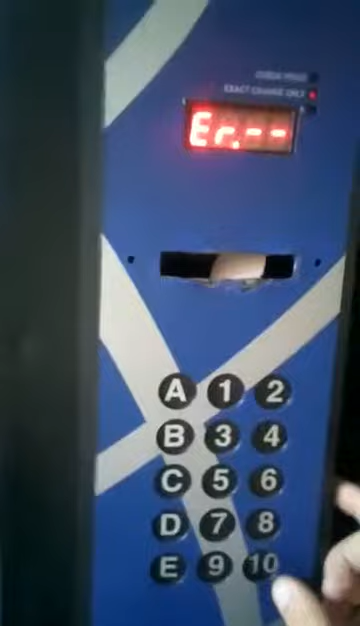 EXACT CHANGE ONLY
Er.--
A 1 2
B 3 4
C 5 6
D 7 8
E 9 10